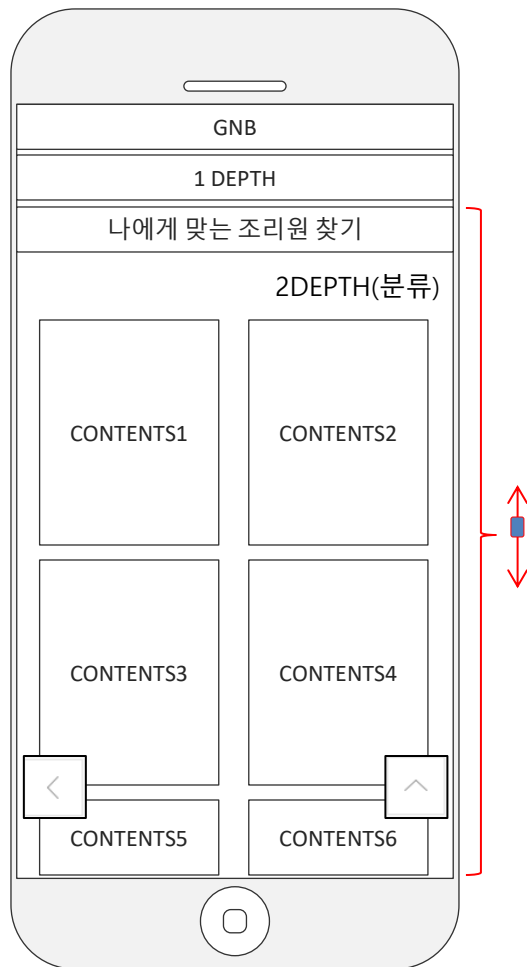 GNB
1 DEPTH
나에게 맞는 조리원 찾기
2DEPTH(분류)
CONTENTS1
CONTENTS2
CONTENTS3
CONTENTS4
CONTENTS5
CONTENTS6